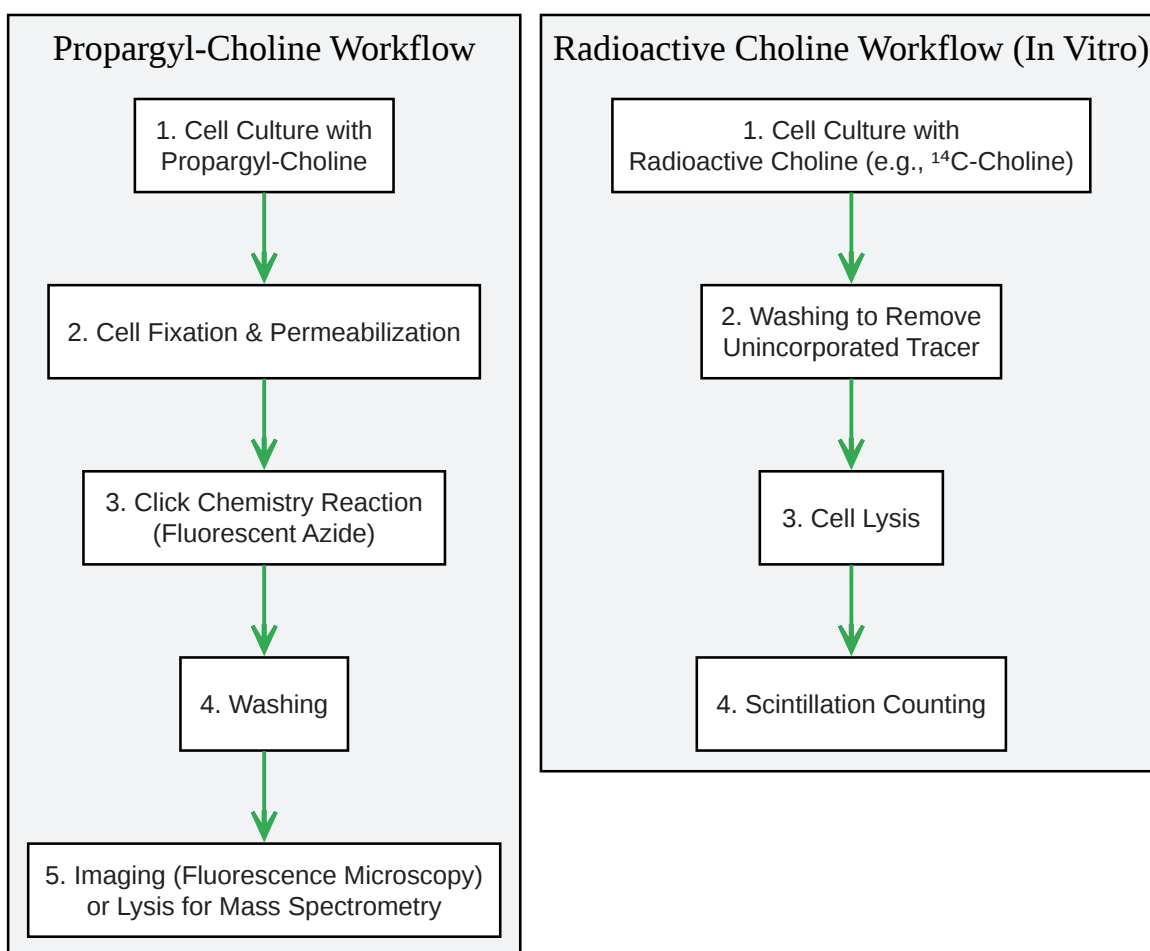 Propargyl-Choline Workflow
1. Cell Culture with
Propargyl-Choline
2. Cell Fixation & Permeabilization
3. Click Chemistry Reaction
(Fluorescent Azide)
4. Washing
5. Imaging (Fluorescence Microscopy)
or Lysis for Mass Spectrometry
Radioactive Choline Workflow (In Vitro)
1. Cell Culture with
Radioactive Choline (e.g., ¹⁴C-Choline)
2. Washing to Remove
Unincorporated Tracer
3. Cell Lysis
4. Scintillation Counting